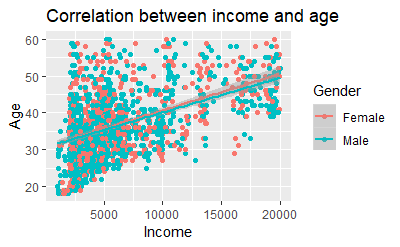 Correlation between income and age
60
50
40
30
20
Age
5000 10000 15000 20000
Income
Gender
Female
Male